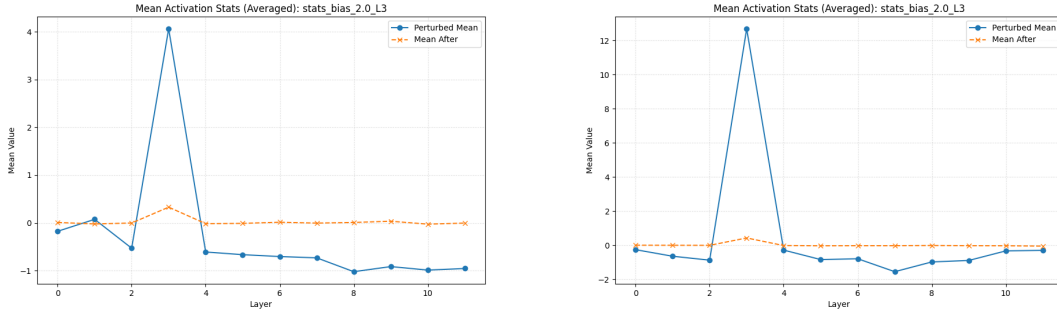 Mean Activation Stats (Averaged): stats_bias_2.0_L3
Perturbed Mean
Mean After
4
3
2
1
0
−1
Mean Value
0
2
4
6
8
10
Layer
Mean Activation Stats (Averaged): stats_bias_2.0_L3
Perturbed Mean
Mean After
12
10
8
6
4
2
0
−2
Mean Value
0
2
4
6
8
10
Layer